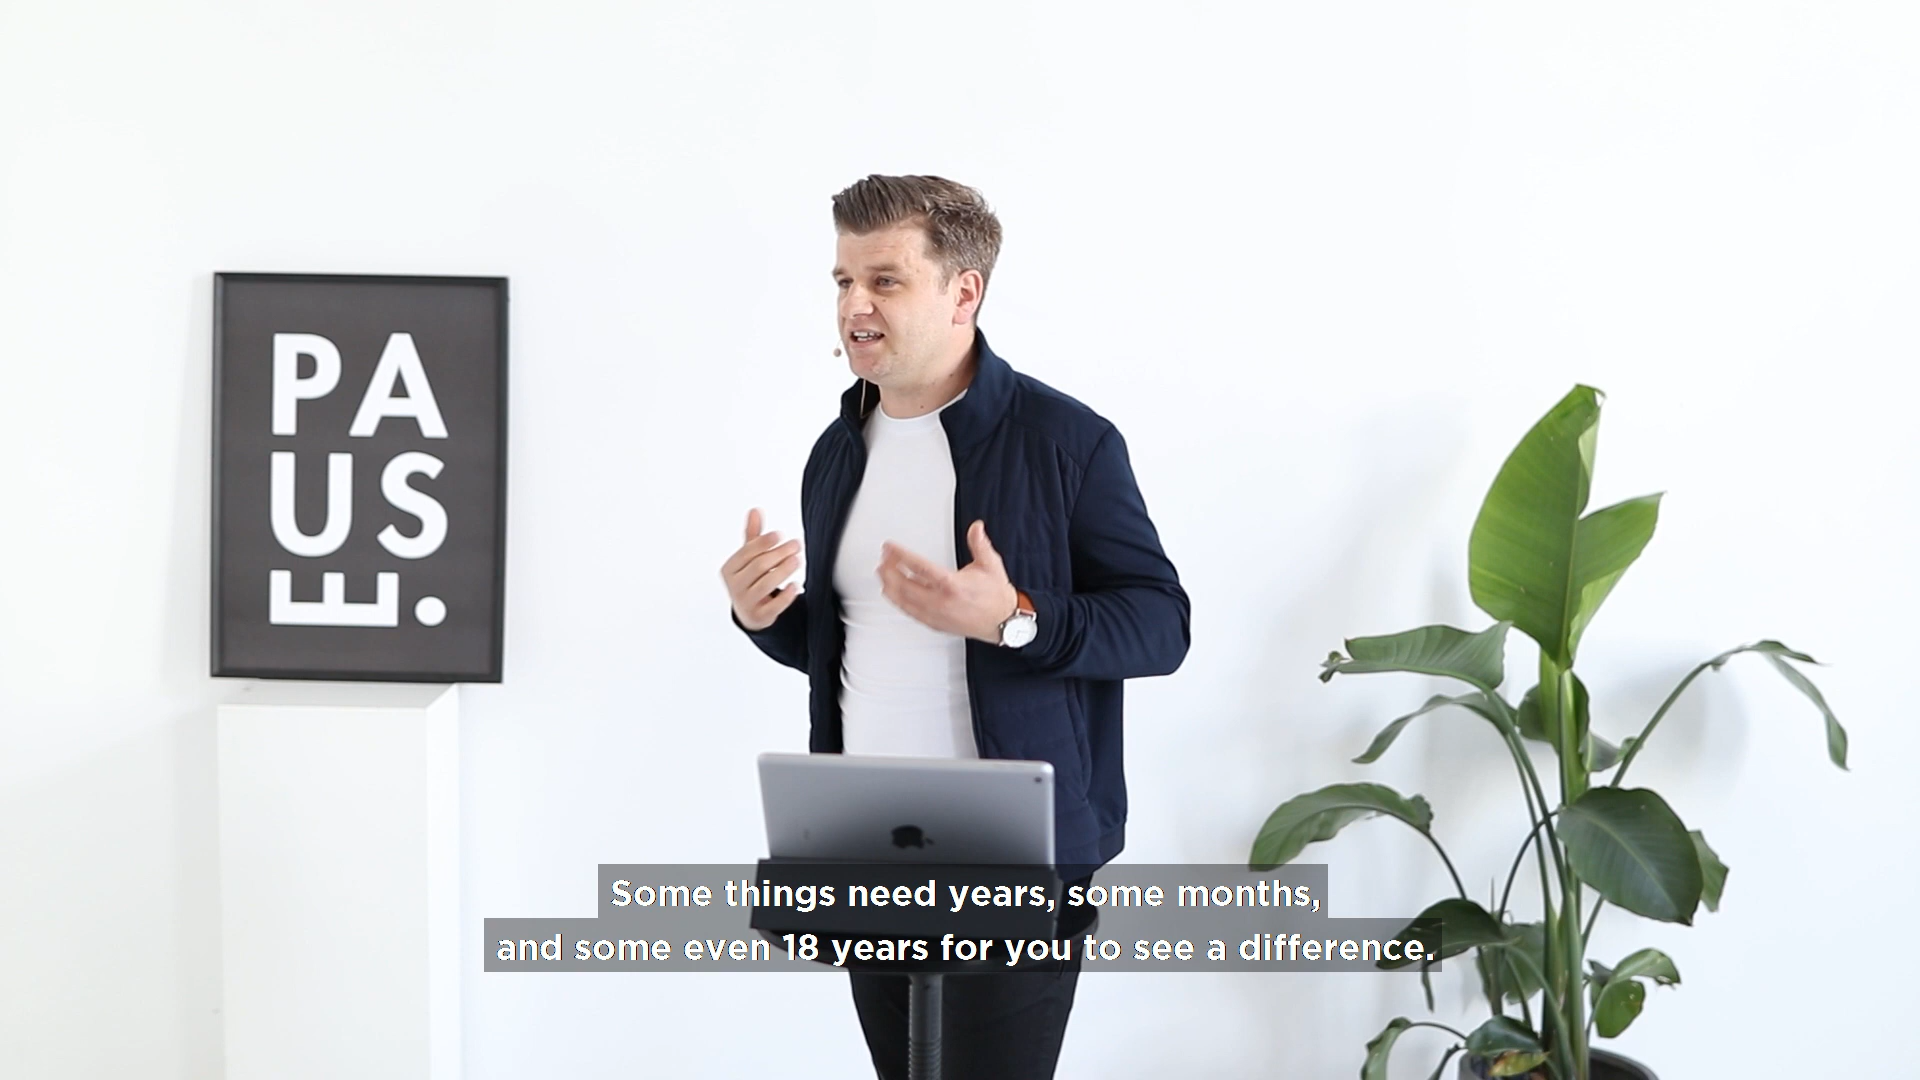 PA
US
E.
Some things need years, some months,
and some even 18 years for you to see a difference.